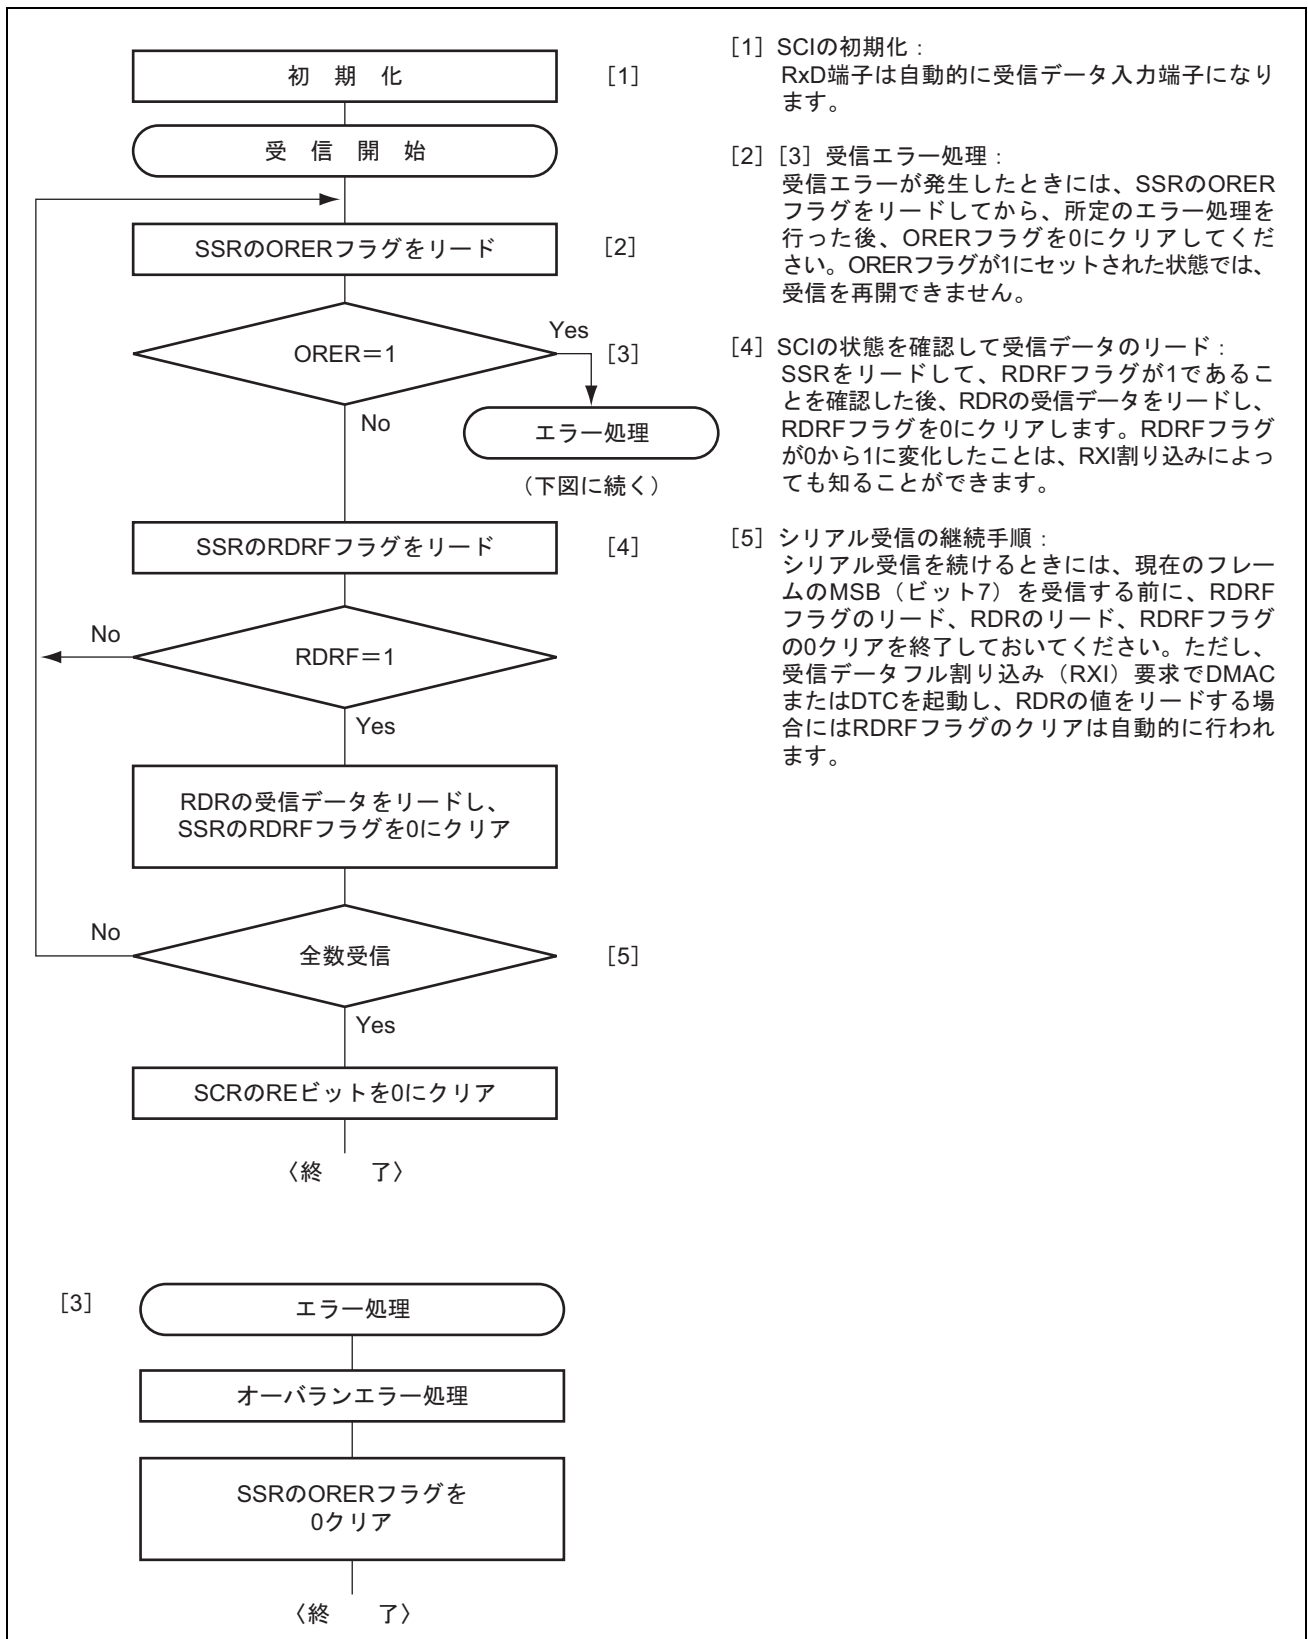 初 期 化
[1]
受 信 開 始
SSRのORERフラグをリード
[2]
ORER＝1
Yes
[3]
No
エラー処理
（下図に続く）
SSRのRDRFフラグをリード
[4]
No
RDRF＝1
Yes
RDRの受信データをリードし、
SSRのRDRFフラグを0にクリア
No
全数受信
[5]
Yes
SCRのREビットを0にクリア
〈終 了〉
[1] SCIの初期化：
RxD端子は自動的に受信データ入力端子になり
ます。
[2] [3] 受信エラー処理：
受信エラーが発生したときには、SSRのORER
フラグをリードしてから、所定のエラー処理を
行った後、ORERフラグを0にクリアしてくだ
さい。ORERフラグが1にセットされた状態では、
受信を再開できません。
[4] SCIの状態を確認して受信データのリード：
SSRをリードして、RDRFフラグが1であるこ
とを確認した後、RDRの受信データをリードし、
RDRFフラグを0にクリアします。RDRFフラグ
が0から1に変化したことは、RXI割り込みによっ
ても知ることができます。
[5] シリアル受信の継続手順：
シリアル受信を続けるときには、現在のフレー
ムのMSB（ビット7）を受信する前に、RDRF
フラグのリード、RDRのリード、RDRFフラグ
の0クリアを終了しておいてください。ただし、
受信データフル割り込み（RXI）要求でDMAC
またはDTCを起動し、RDRの値をリードする場
合にはRDRFフラグのクリアは自動的に行われ
ます。
[3]
エラー処理
オーバランエラー処理
SSRのORERフラグを
0クリア
〈終 了〉